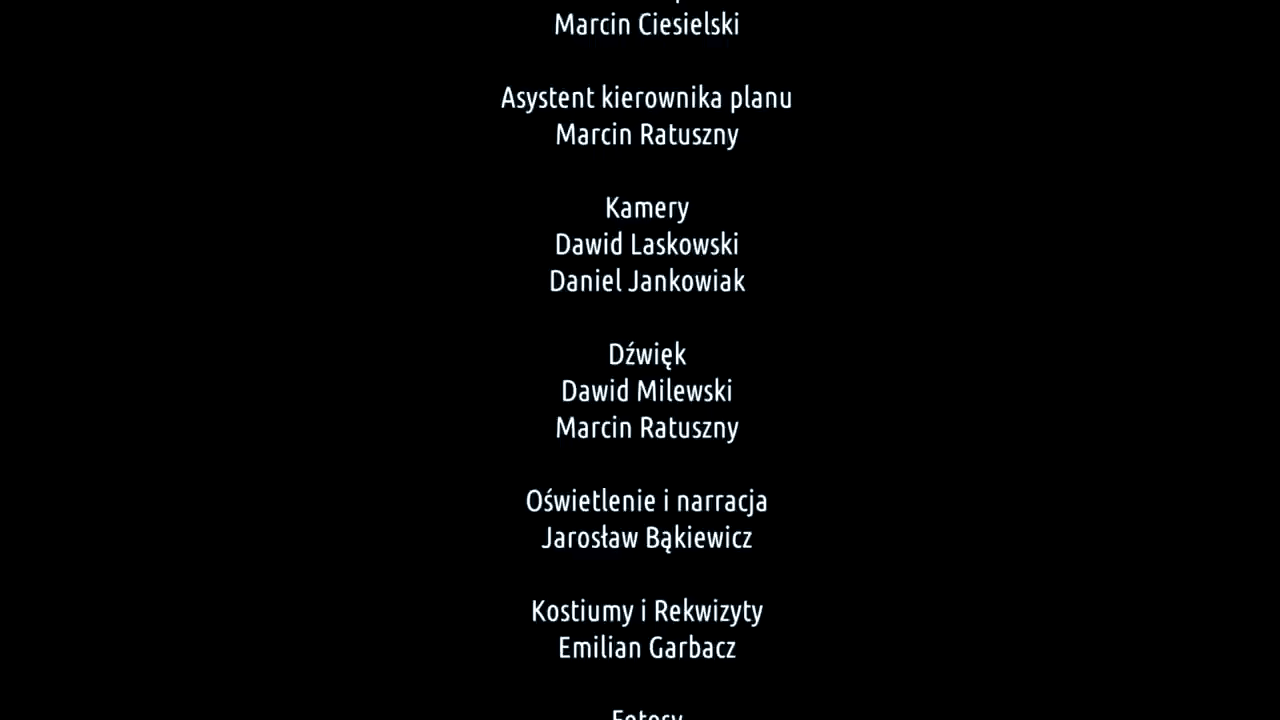 Marcin Ciesielski
Asystent kierownika planu
Marcin Ratuszny
Kamery
Dawid Laskowski
Daniel Jankowiak
Dźwięk
Dawid Milewski
Marcin Ratuszny
Oświetlenie i narracja
Jarosław Bąkiewicz
Kostiumy i Rekwizyty
Emilian Garbacz